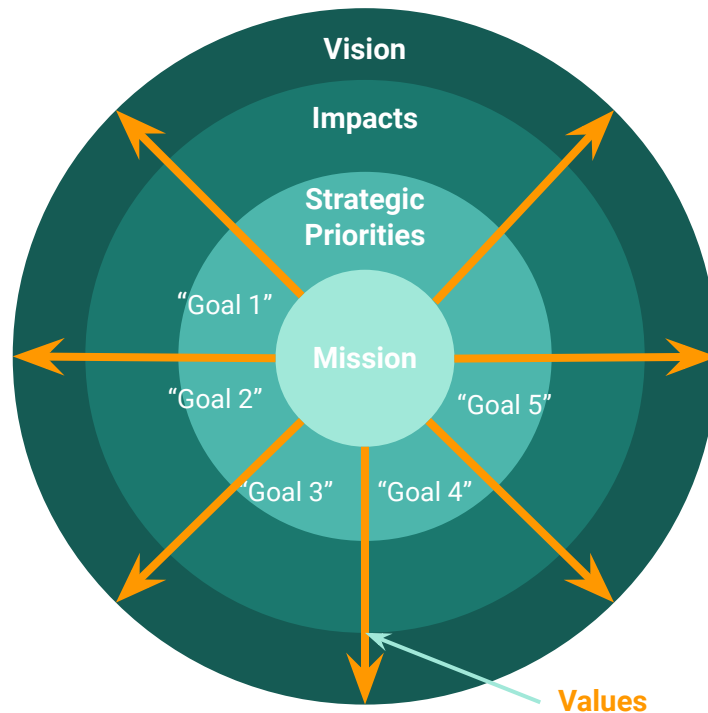 Vision
Impacts
Strategic
Priorities
“Goal 1”
Mission
“Goal 2”
“Goal 5”
“Goal 3”
“Goal 4”
Values